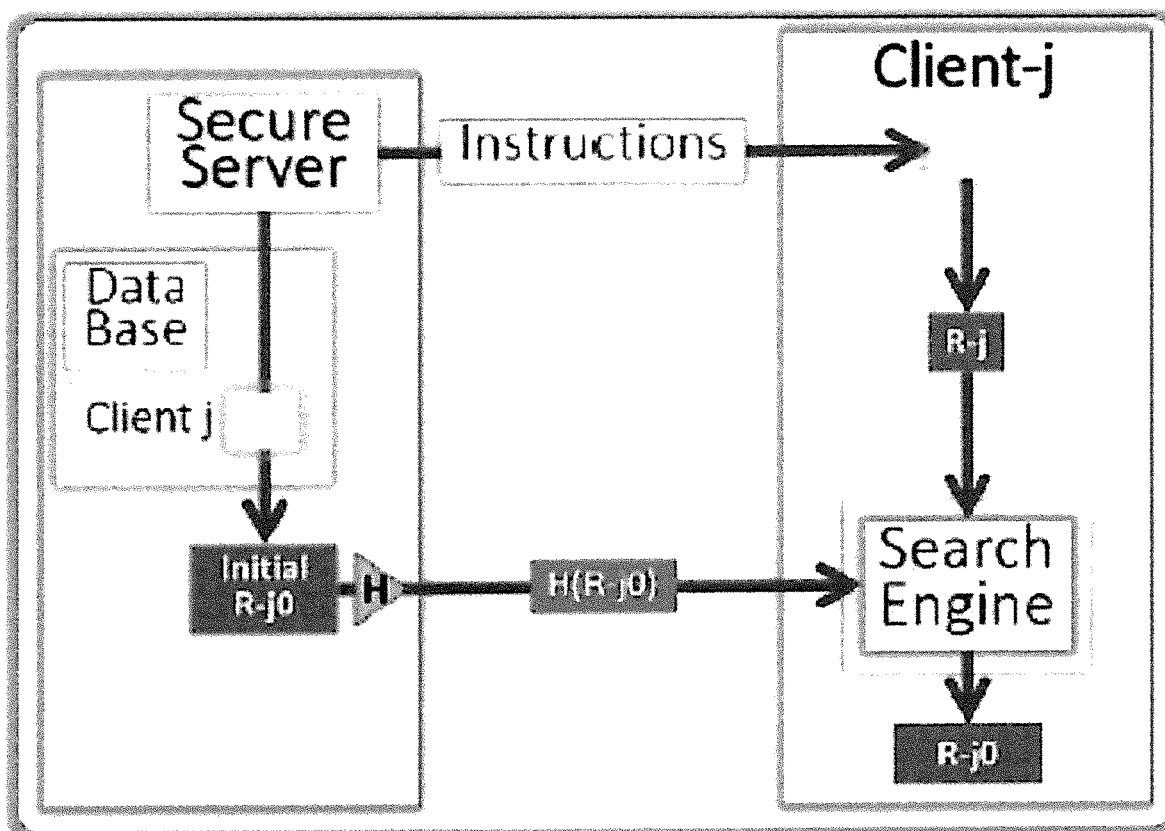 Client-j
Secure
Server
Instructions
Data
Base
R-j
Client j
Initial
R-j0
H
H(R-j0)
Search
Engine
R-j0